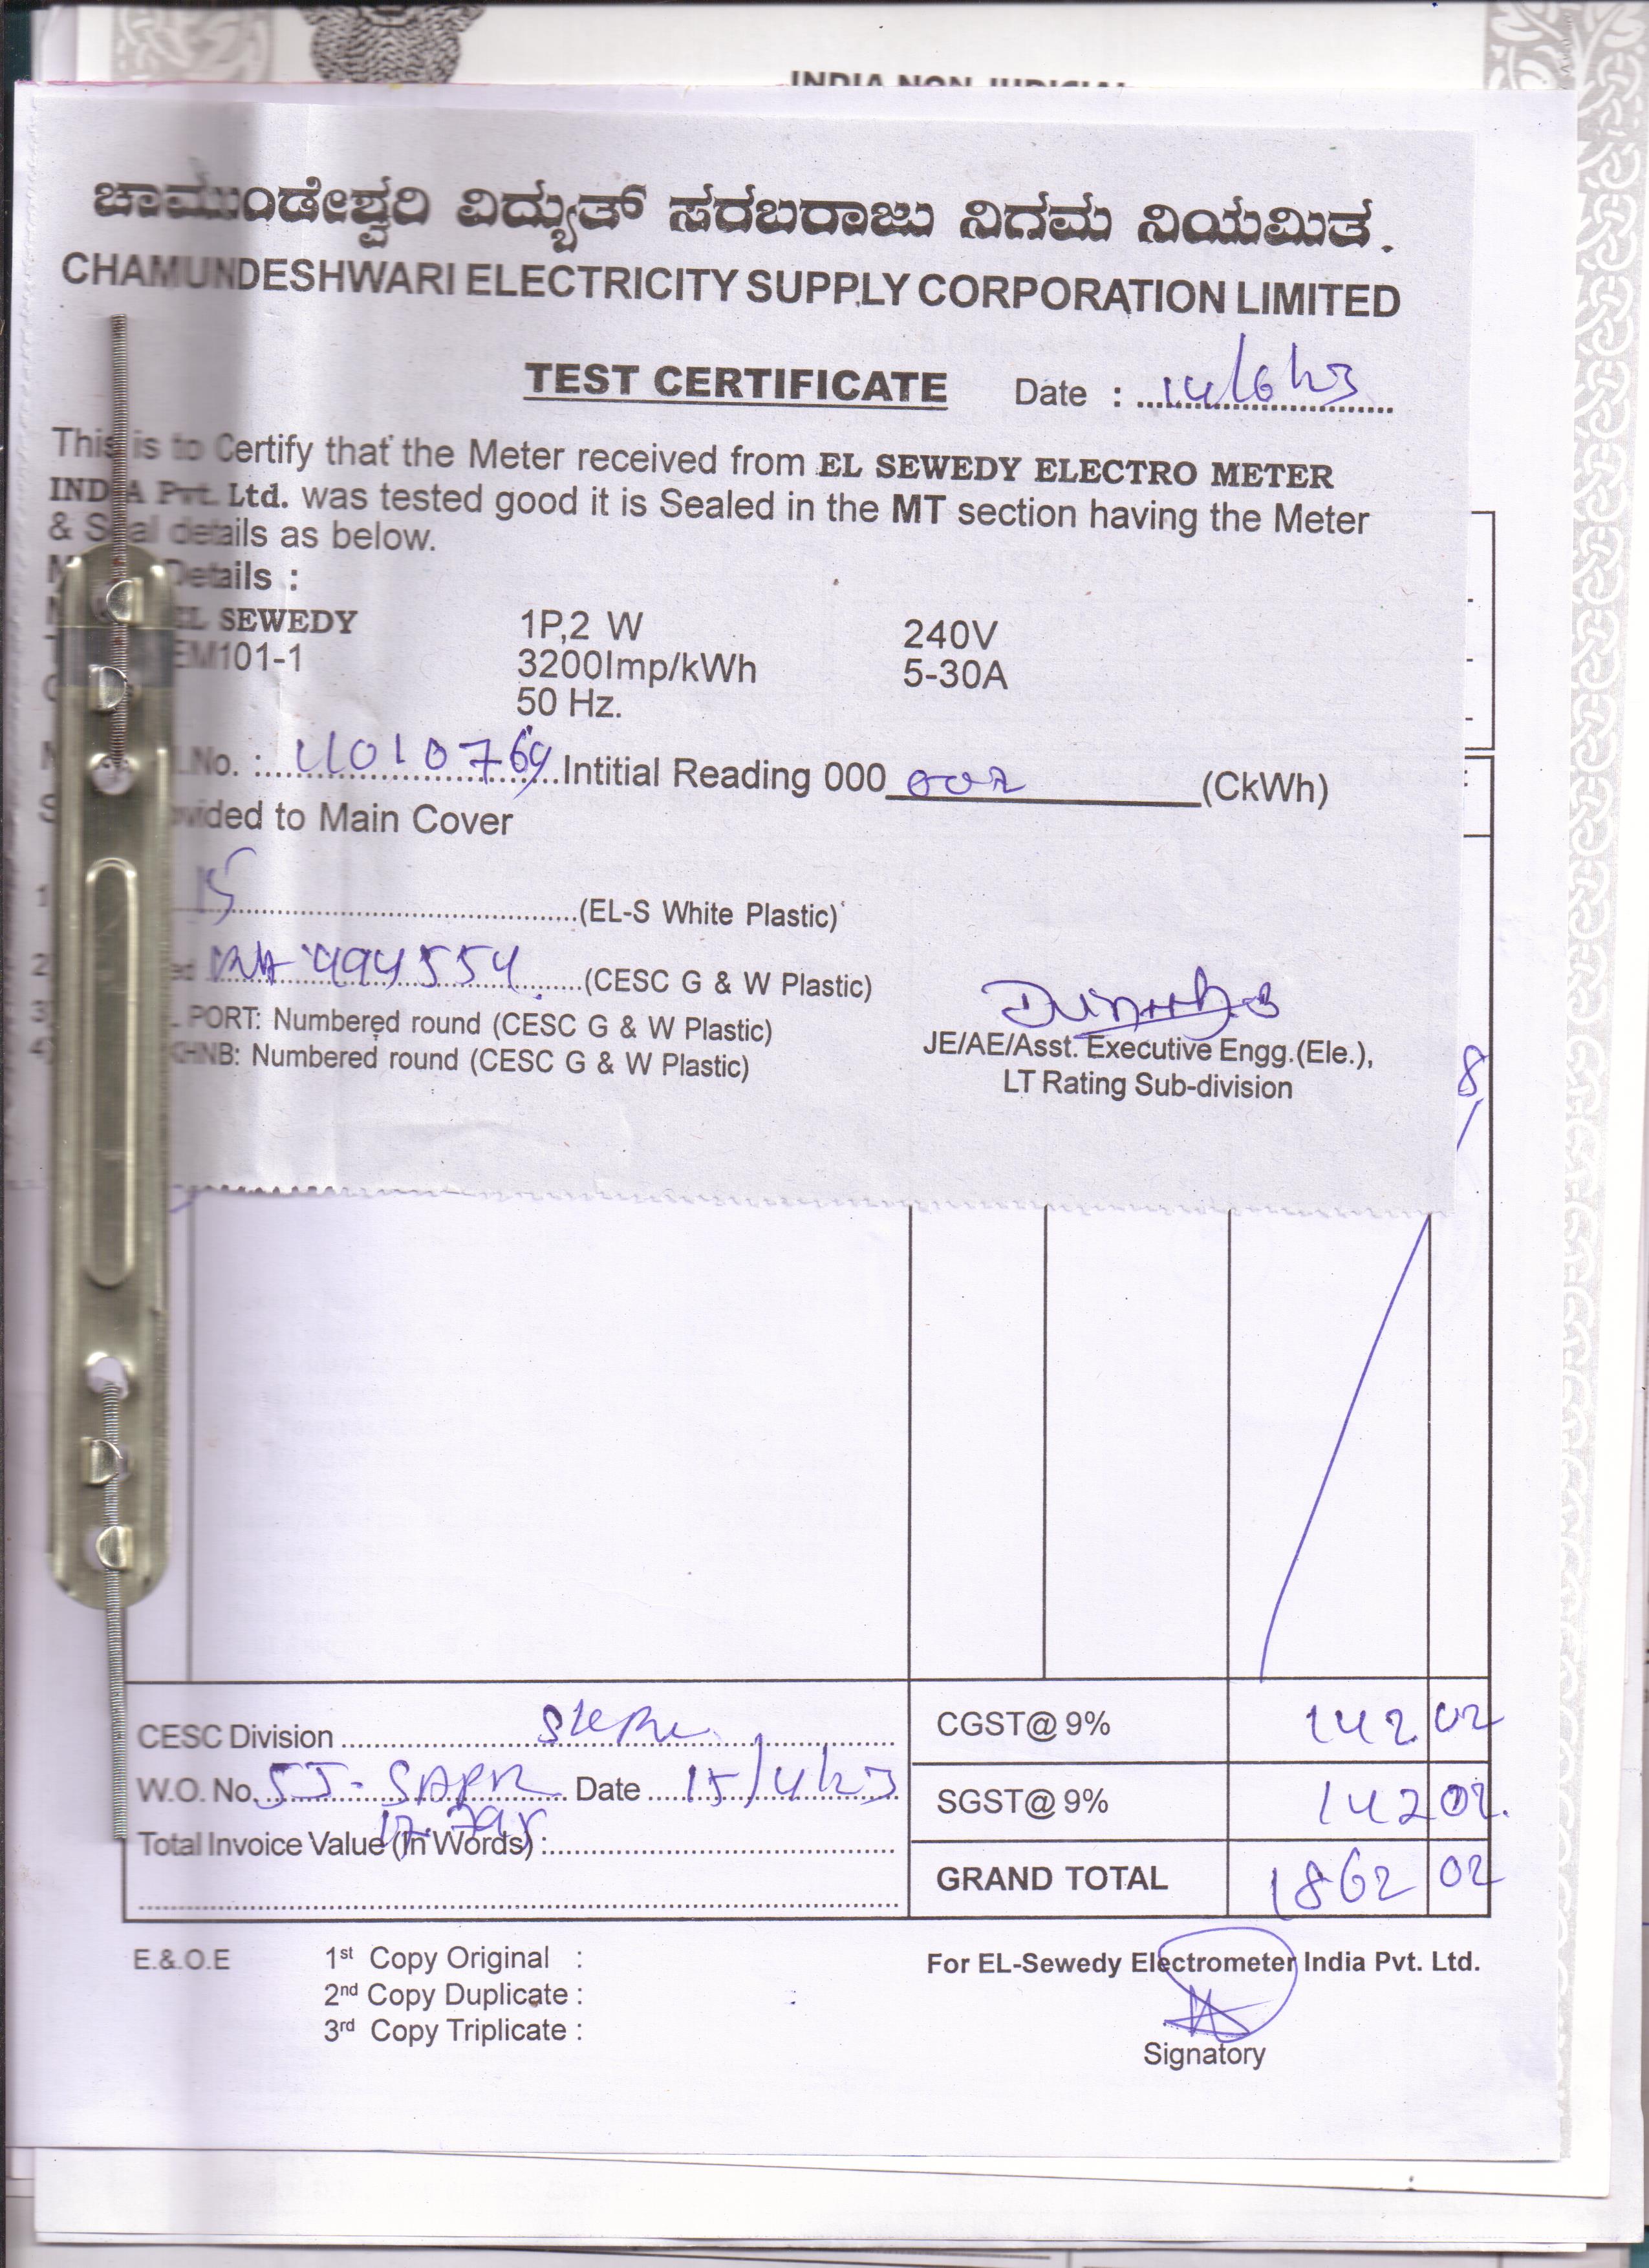 INDIA NON JUDICIAL
ಚಾಮುಂಡೇಶ್ವರಿ ವಿದ್ಯುತ್ ಸರಬರಾಜು ನಿಗಮ ನಿಯಮಿತ.
CHAMUNDESHWARI ELECTRICITY SUPPLY CORPORATION LIMITED
TEST CERTIFICATE Date : 14/6/23
This is to Certify that the Meter received from EL SEWEDY ELECTRO METER
INDIA Pvt. Ltd. was tested good it is Sealed in the MT section having the Meter
& Seal details as below.
Details :
EL SEWEDY 1P,2 W 240V
EM101-1 3200Imp/kWh 5-30A
50 Hz.
.No. : 11010769 Intitial Reading 000 002 (CkWh)
vided to Main Cover
1 15 (EL-S White Plastic)
2 ed 494554 (CESC G & W Plastic)
3 PORT: Numbered round (CESC G & W Plastic)
4) KHNB: Numbered round (CESC G & W Plastic)
JE/AE/Asst. Executive Engg.(Ele.),
LT Rating Sub-division
8
CESC Division CGST@ 9% 142 02
W.O. No. SJ- Date 15/4/23 SGST@ 9% 142 02.
Total Invoice Value (In Words) :
GRAND TOTAL 1862 02
E.&.O.E 1st Copy Original : For EL-Sewedy Electrometer India Pvt. Ltd.
2nd Copy Duplicate :
3rd Copy Triplicate :
Signatory